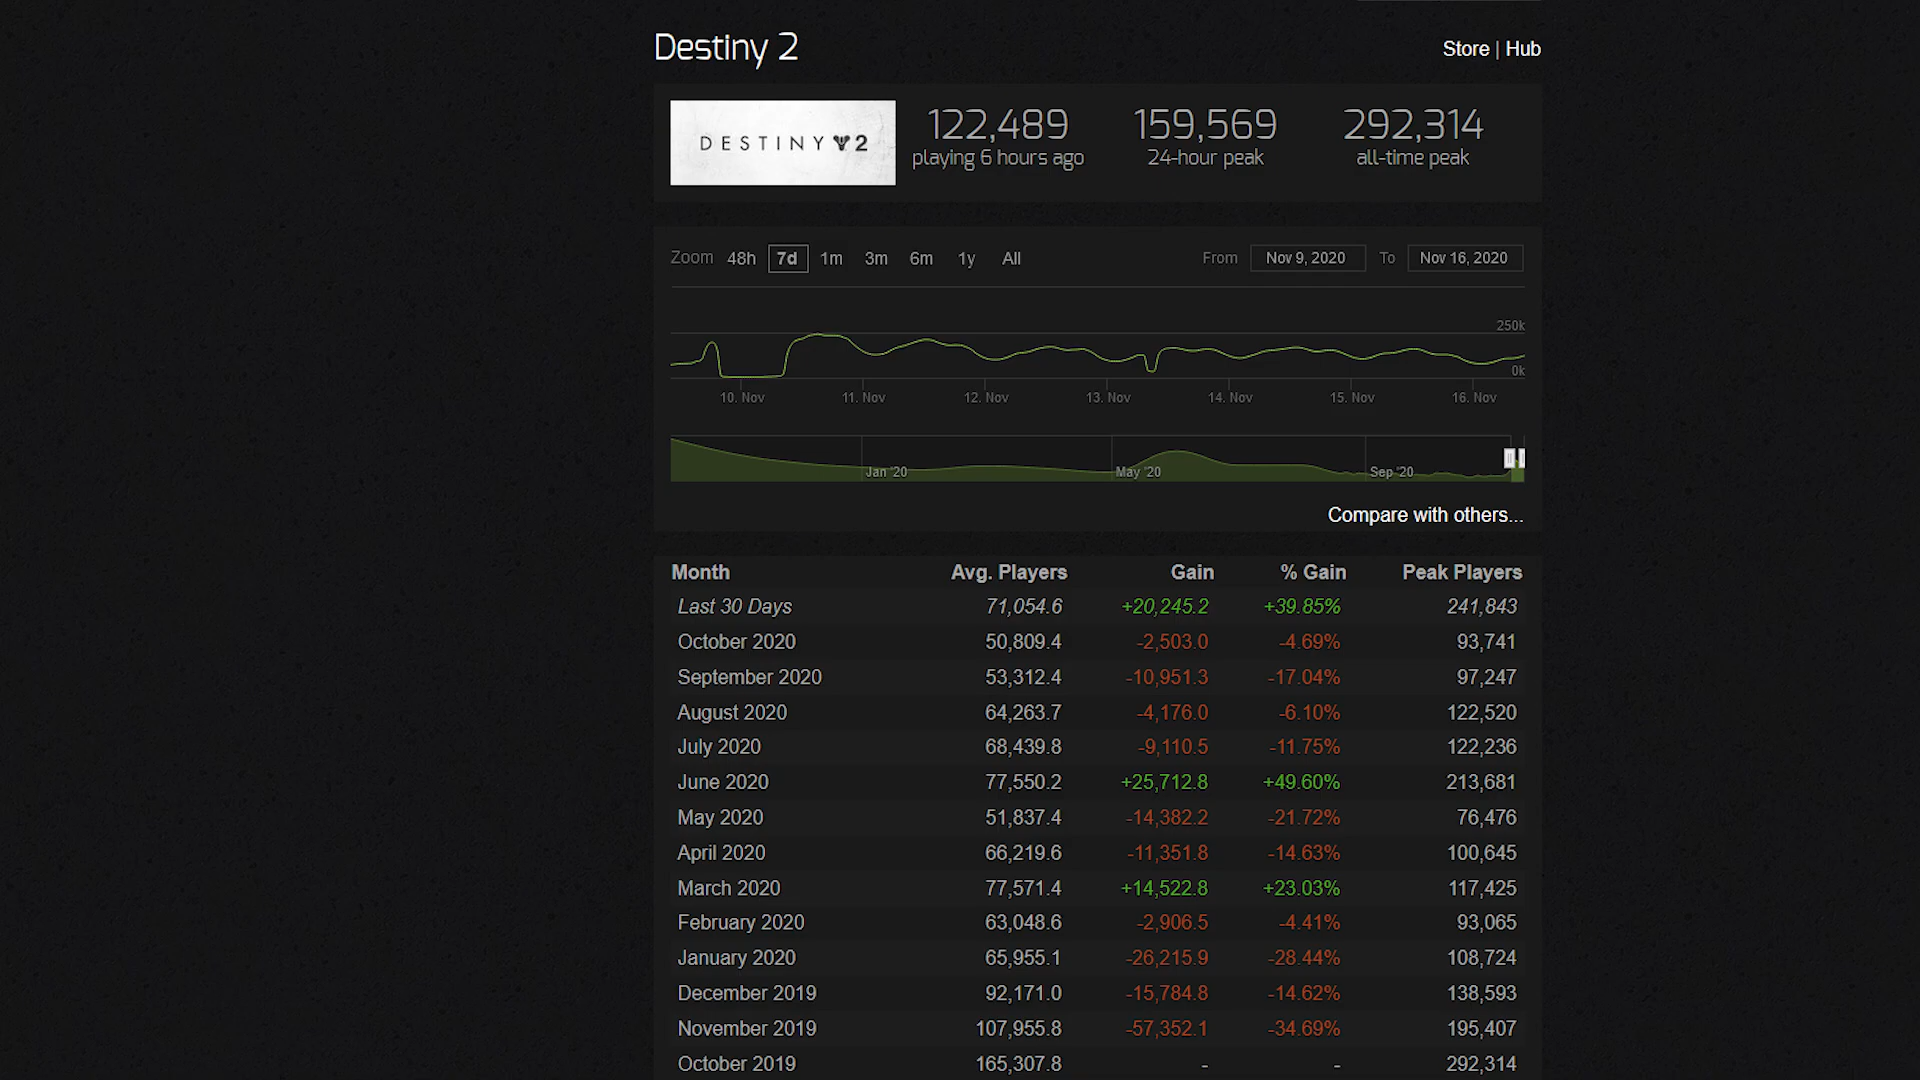 Destiny 2
Store | Hub
DESTINY 2
122,489
playing 6 hours ago
159,569
24-hour peak
292,314
all-time peak
Zoom 48h 7d 1m 3m 6m 1y All
From Nov 9, 2020 To Nov 16, 2020
250k
0k
10. Nov 11. Nov 12. Nov 13. Nov 14. Nov 15. Nov 16. Nov
Jan '20 May '20 Sep '20
Compare with others...
Month Avg. Players Gain % Gain Peak Players
Last 30 Days 71,054.6 +20,245.2 +39.85% 241,843
October 2020 50,809.4 -2,503.0 -4.69% 93,741
September 2020 53,312.4 -10,951.3 -17.04% 97,247
August 2020 64,263.7 -4,176.0 -6.10% 122,520
July 2020 68,439.8 -9,110.5 -11.75% 122,236
June 2020 77,550.2 +25,712.8 +49.60% 213,681
May 2020 51,837.4 -14,382.2 -21.72% 76,476
April 2020 66,219.6 -11,351.8 -14.63% 100,645
March 2020 77,571.4 +14,522.8 +23.03% 117,425
February 2020 63,048.6 -2,906.5 -4.41% 93,065
January 2020 65,955.1 -26,215.9 -28.44% 108,724
December 2019 92,171.0 -15,784.8 -14.62% 138,593
November 2019 107,955.8 -57,352.1 -34.69% 195,407
October 2019 165,307.8 - - 292,314